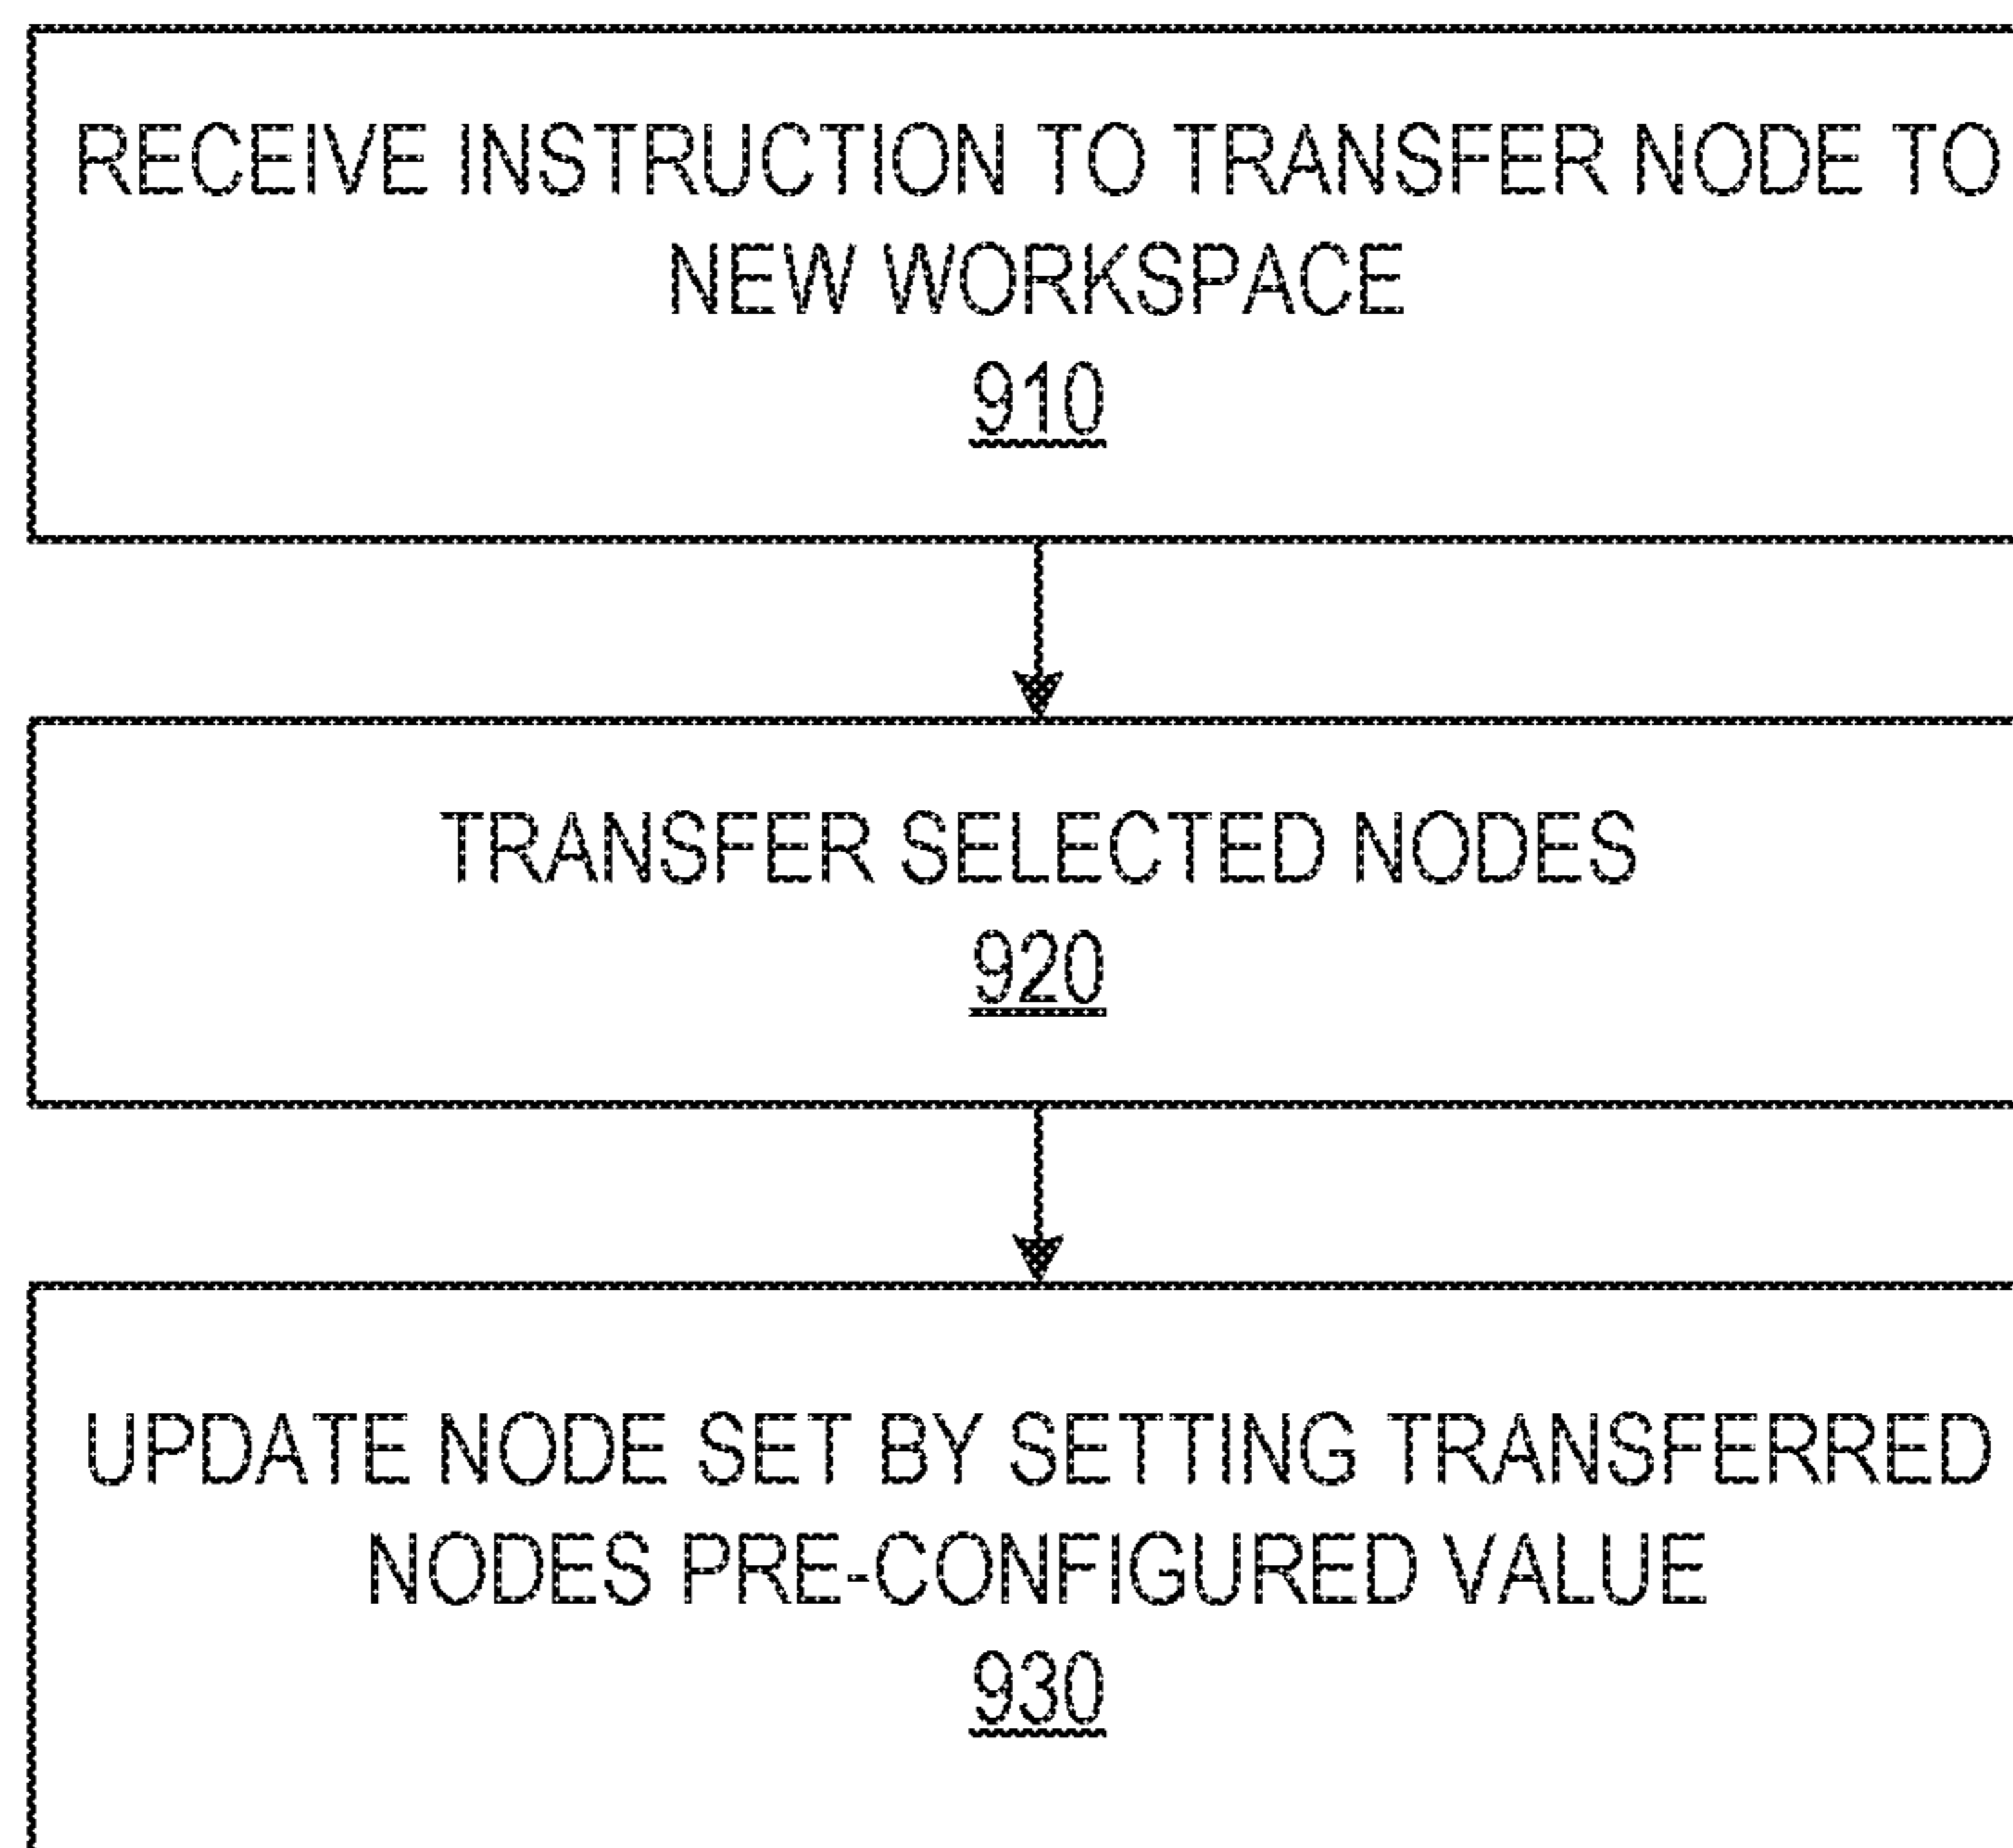 RECEIVE INSTRUCTION TO TRANSFER NODE TO
NEW WORKSPACE
910
TRANSFER SELECTED NODES
920
UPDATE NODE SET BY SETTING TRANSFERRED
NODES PRE-CONFIGURED VALUE
930